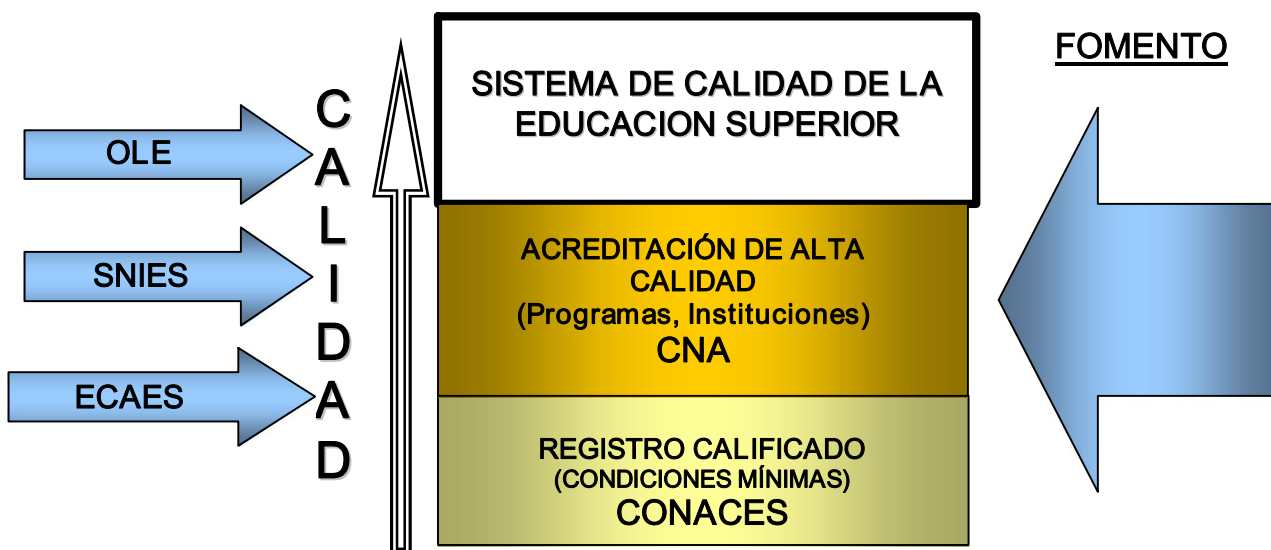 OLE
SNIES
ECAES
CALIDAD
SISTEMA DE CALIDAD DE LA
EDUCACION SUPERIOR
ACREDITACIÓN DE ALTA
CALIDAD
(Programas, Instituciones)
CNA
REGISTRO CALIFICADO
(CONDICIONES MÍNIMAS)
CONACES
FOMENTO